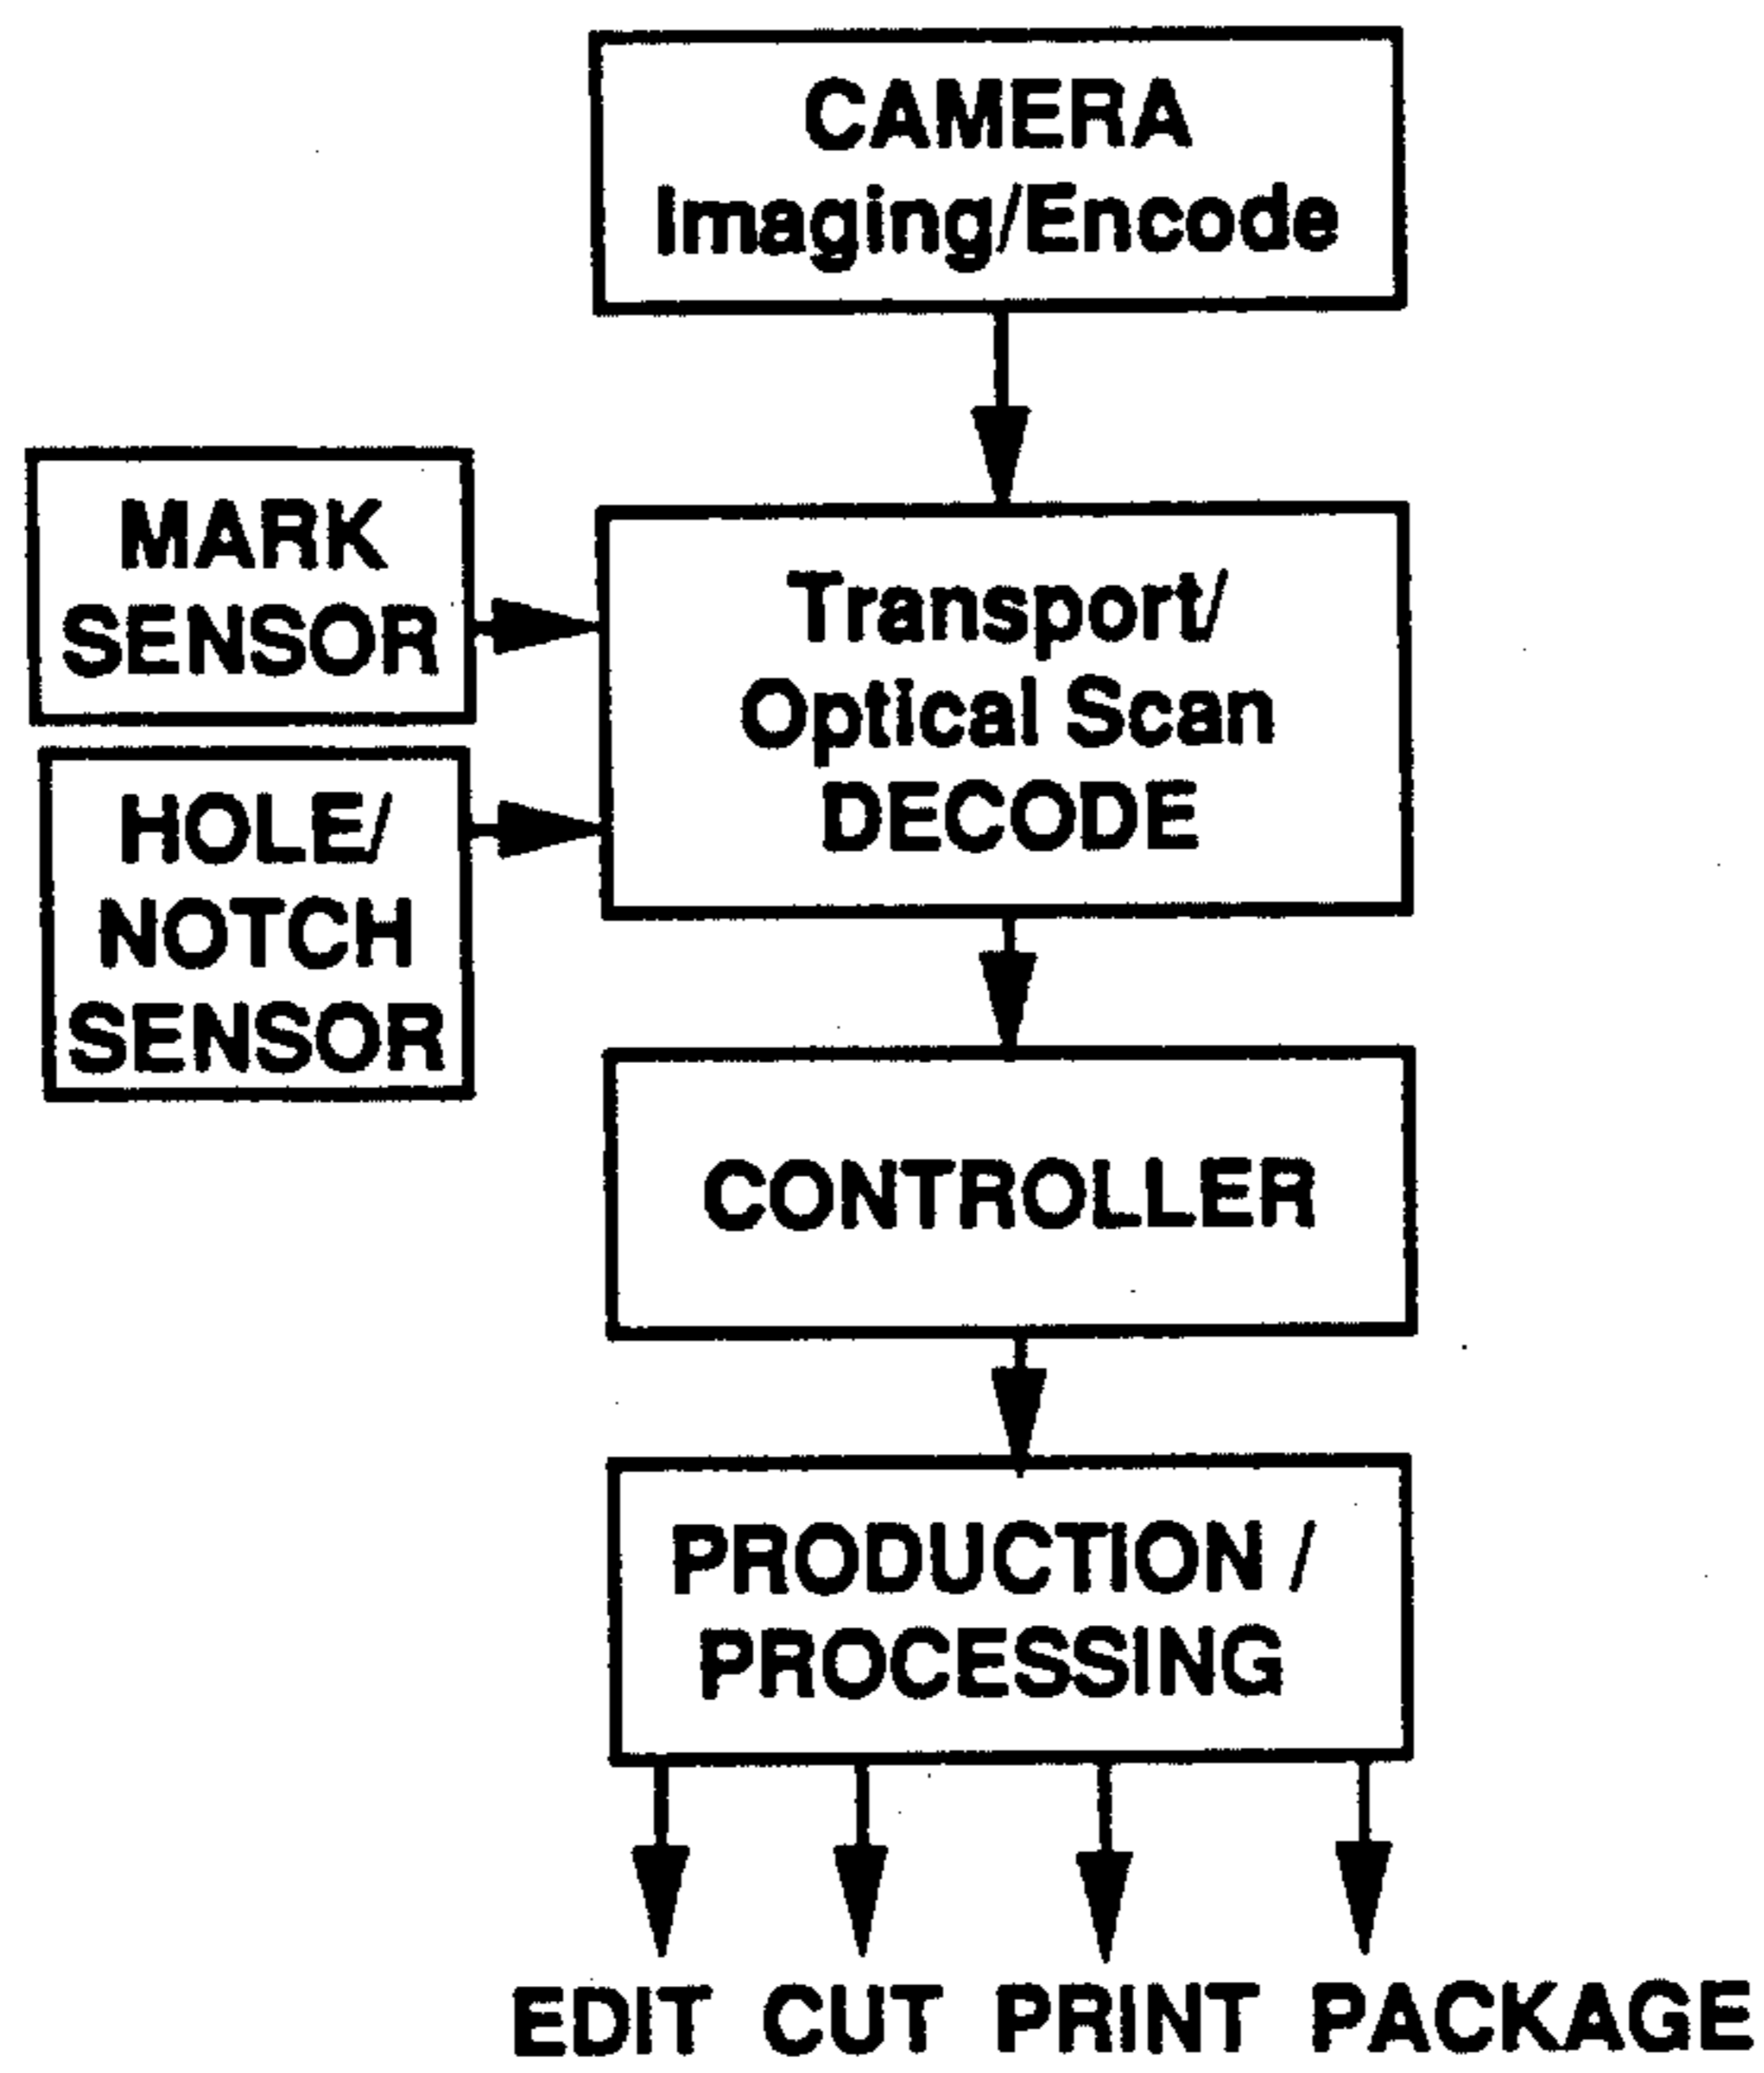 CAMERA
Imaging/Encode
MARK
SENSOR
Transport/
Optical Scan
DECODE
HOLE/
NOTCH
SENSOR
CONTROLLER
PRODUCTION /
PROCESSING
EDIT CUT PRINT PACKAGE